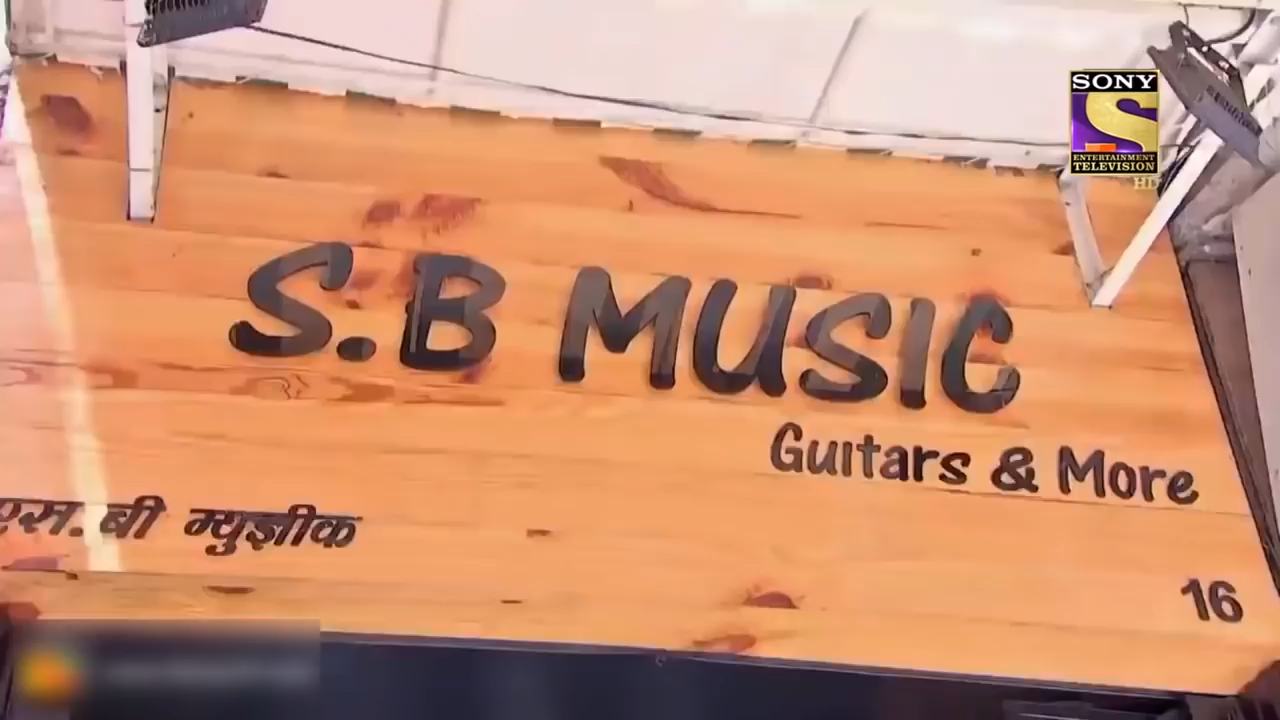 SONY
ENTERTAINMENT
TELEVISION
HD
S.B MUSIC
Guitars & More
एस. बी म्युझीक
16